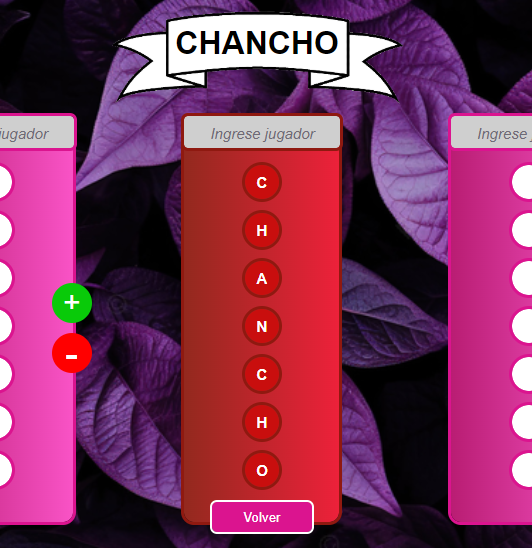 CHANCHO
jugador
Ingrese jugador
Ingrese
+
-
C
H
A
N
C
H
O
Volver